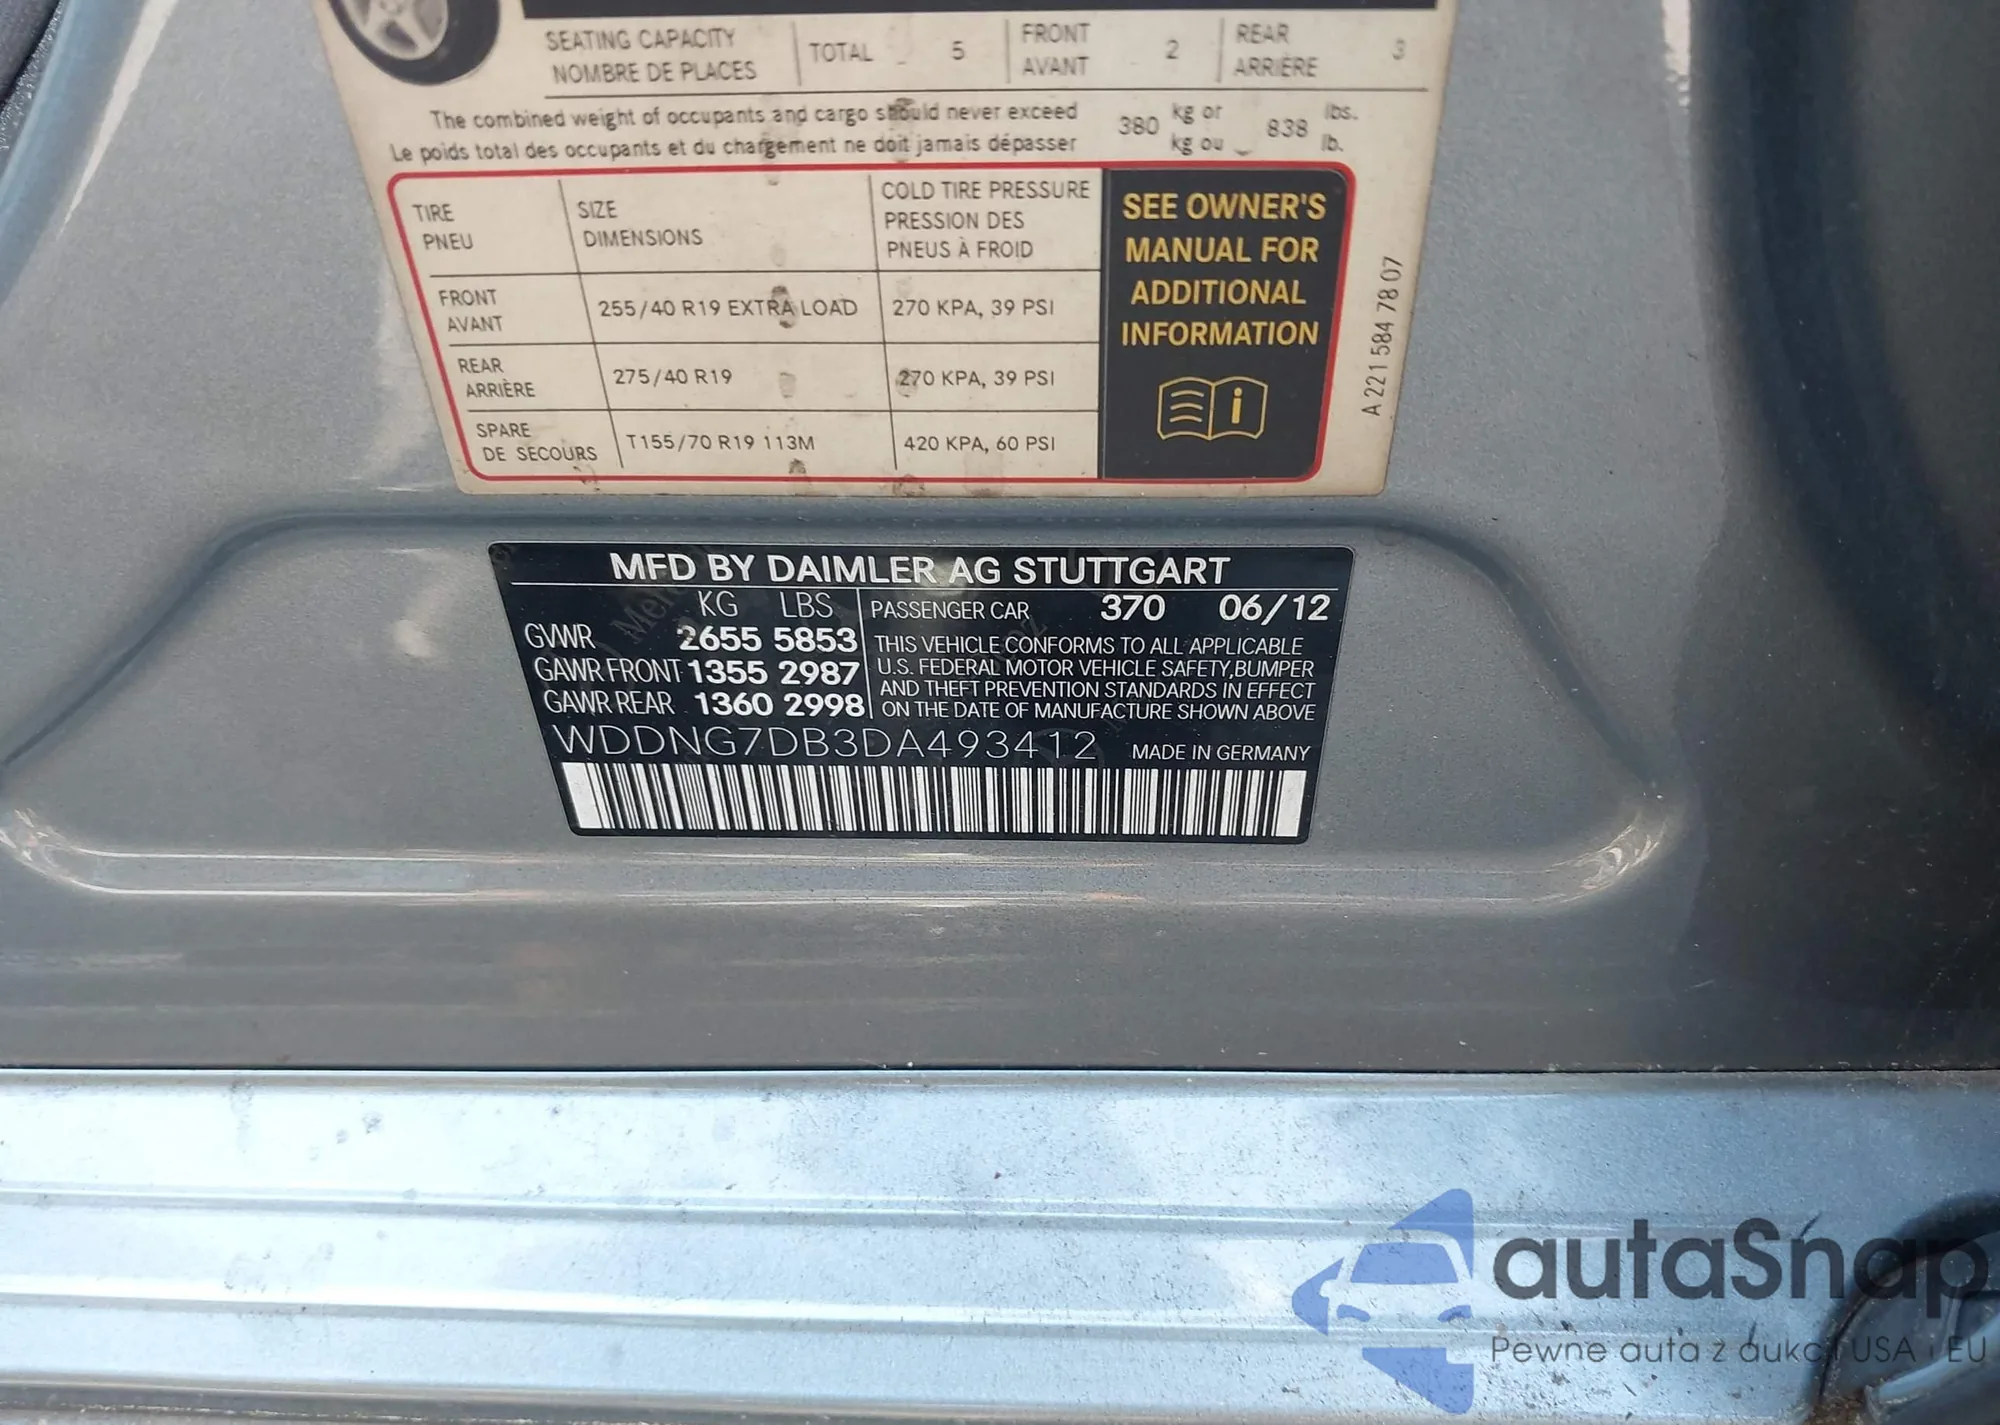 SEATING CAPACITY
NOMBRE DE PLACES
TOTAL 5
FRONT
AVANT
2
REAR
ARRIÈRE
3
The combined weight of occupants and cargo should never exceed
Le poids total des occupants et du chargement ne doit jamais dépasser
380 kg or
kg ou
838 lbs.
lb.
TIRE
PNEU
SIZE
DIMENSIONS
COLD TIRE PRESSURE
PRESSION DES
PNEUS À FROID
FRONT
AVANT
255/40 R19 EXTRA LOAD
270 KPA, 39 PSI
REAR
ARRIÈRE
275/40 R19
270 KPA, 39 PSI
SPARE
DE SECOURS
T155/70 R19 113M
420 KPA, 60 PSI
SEE OWNER'S
MANUAL FOR
ADDITIONAL
INFORMATION
A 221 584 78 07
MFD BY DAIMLER AG STUTTGART
KG LBS
GVWR 2655 5853
GAWR FRONT 1355 2987
GAWR REAR 1360 2998
PASSENGER CAR 370 06/12
THIS VEHICLE CONFORMS TO ALL APPLICABLE
U.S. FEDERAL MOTOR VEHICLE SAFETY,BUMPER
AND THEFT PREVENTION STANDARDS IN EFFECT
ON THE DATE OF MANUFACTURE SHOWN ABOVE
WDDNG7DB3DA493412 MADE IN GERMANY
autaSnap
Pewne auta z aukcji USA i EU